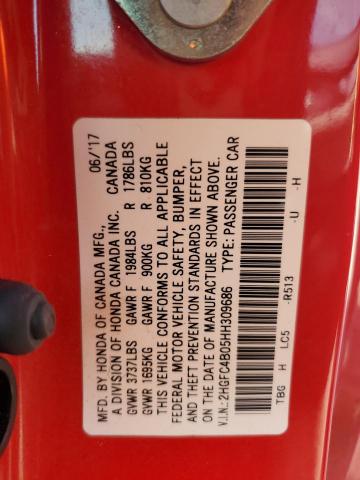 MFD. BY HONDA OF CANADA MFG., 06/'17
A DIVISION OF HONDA CANADA INC. CANADA
GVWR 3737LBS GAWR F 1984LBS R 1786LBS
GVWR 1695KG GAWR F 900KG R 810KG
THIS VEHICLE CONFORMS TO ALL APPLICABLE
FEDERAL MOTOR VEHICLE SAFETY, BUMPER,
AND THEFT PREVENTION STANDARDS IN EFFECT
ON THE DATE OF MANUFACTURE SHOWN ABOVE.
V.I.N.: 2HGFC4B05HH309686 TYPE: PASSENGER CAR
TBG H LC5 -R513 -U -H